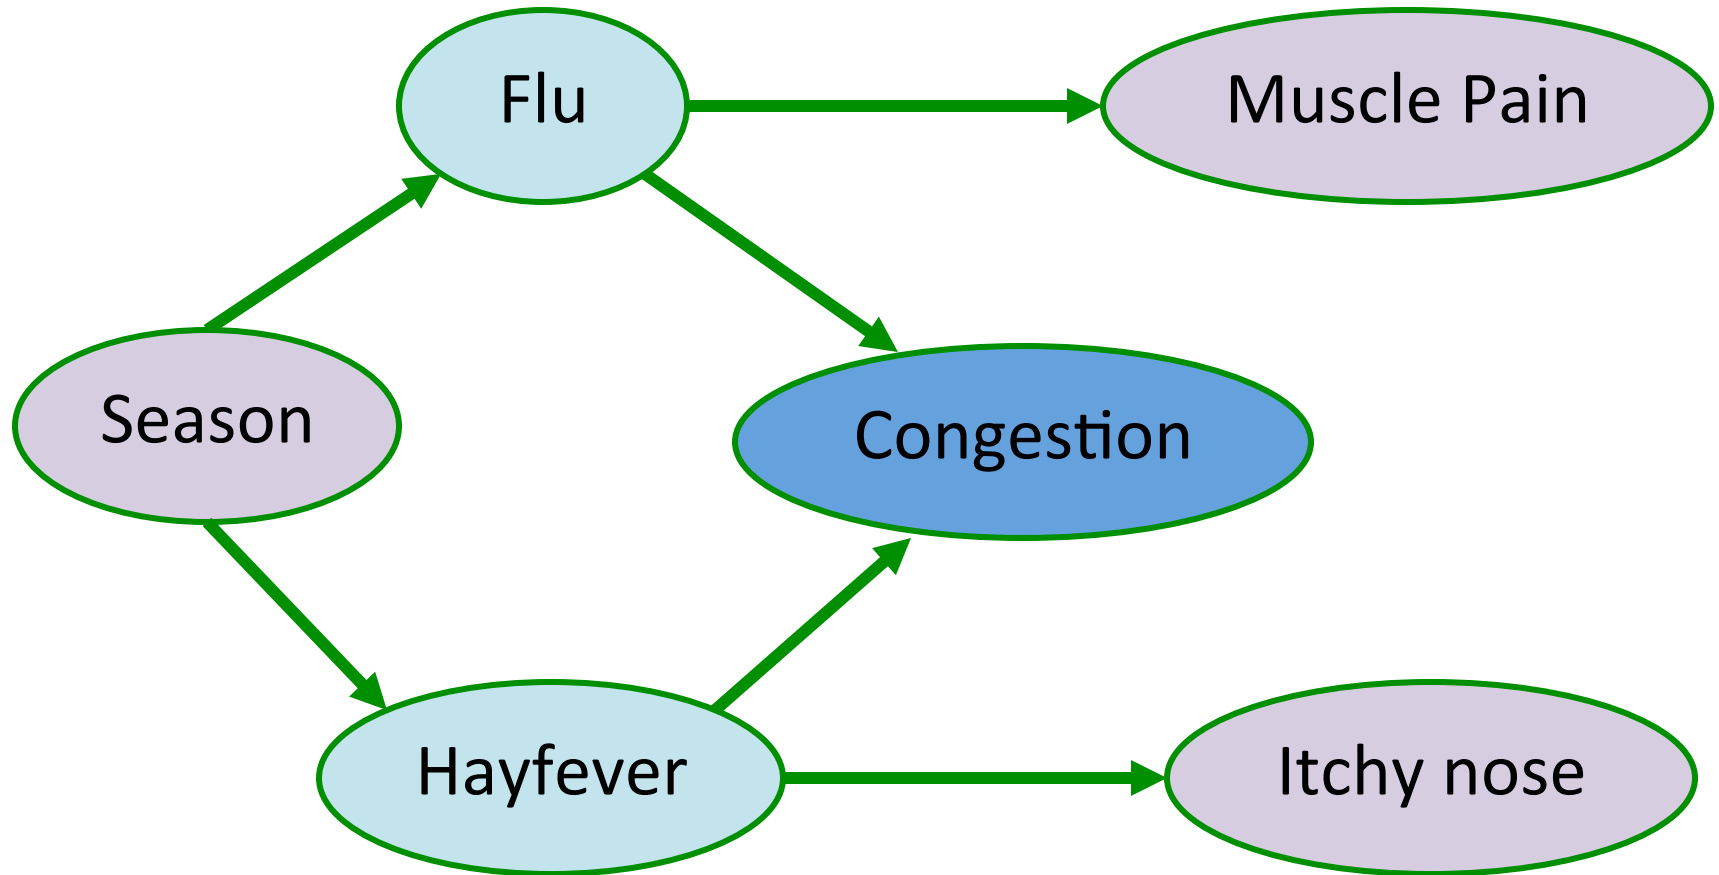 Flu
Muscle Pain
Season
Congestion
Hayfever
Itchy nose